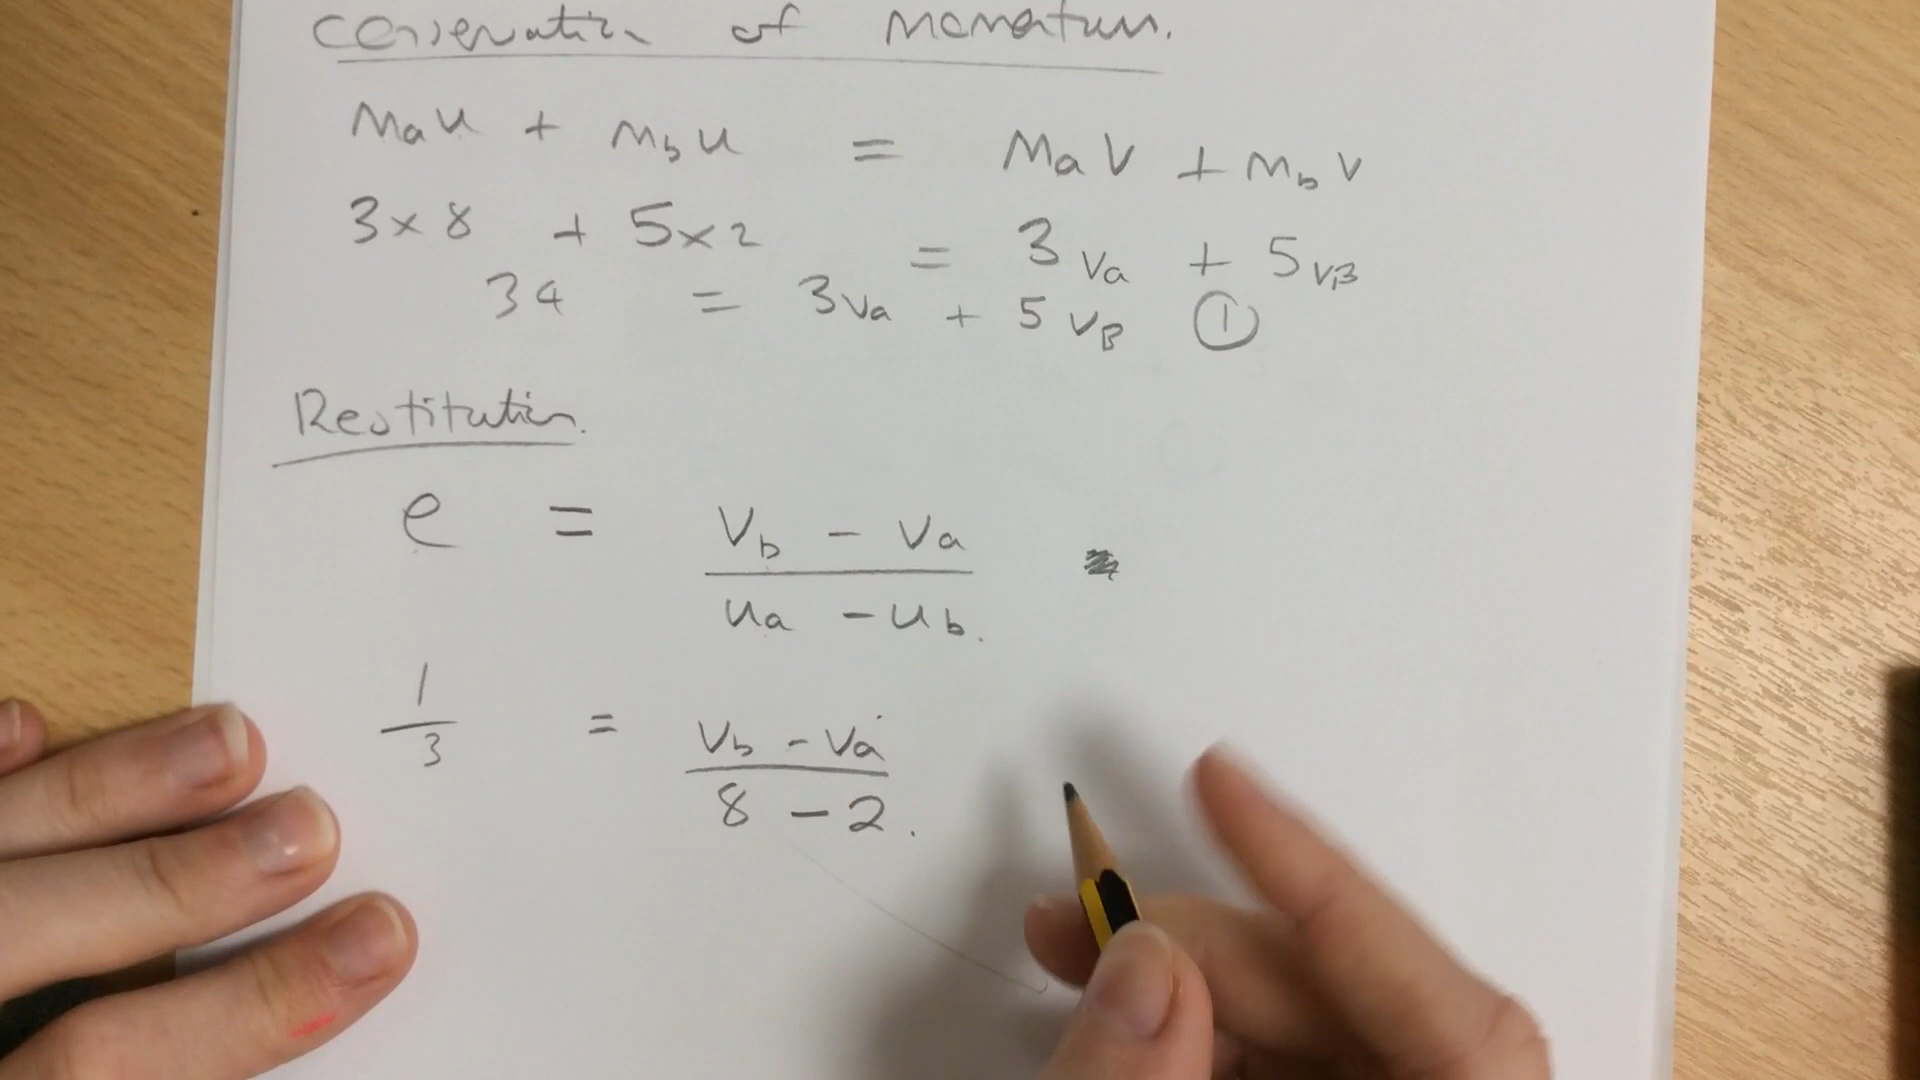 conservation of momentum.
Mau + mbu = Mav + mbv
3 × 8 + 5 × 2 = 3va + 5vB
34 = 3va + 5vB ①
Restitution.
e = vb - va / ua - ub.
1/3 = vb - va / 8 - 2.